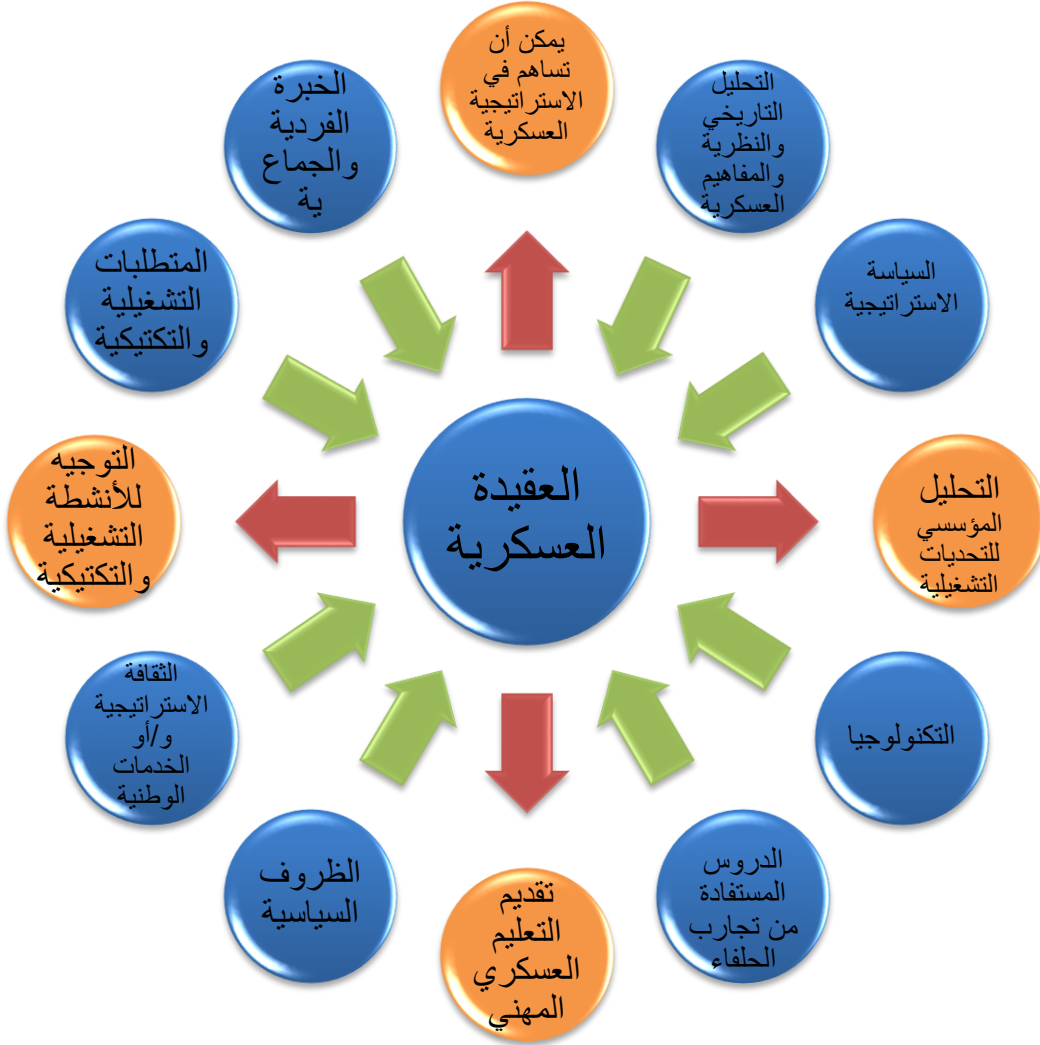 يمكن أن
تساهم في
الاستراتيجية
العسكرية
التحليل
التاريخي
والنظرية
والمفاهيم
العسكرية
السياسة
الاستراتيجية
التحليل
المؤسسي
للتحديات
التشغيلية
التكنولوجيا
الدروس
المستفادة
من تجارب
الحلفاء
تقديم
التعليم
العسكري
المهني
الظروف
السياسية
الثقافة
الاستراتيجية
و/أو
الخدمات
الوطنية
التوجيه
للأنشطة
التشغيلية
والتكتيكية
المتطلبات
التشغيلية
والتكتيكية
الخبرة
الفردية
والجماع
ية
العقيدة
العسكرية